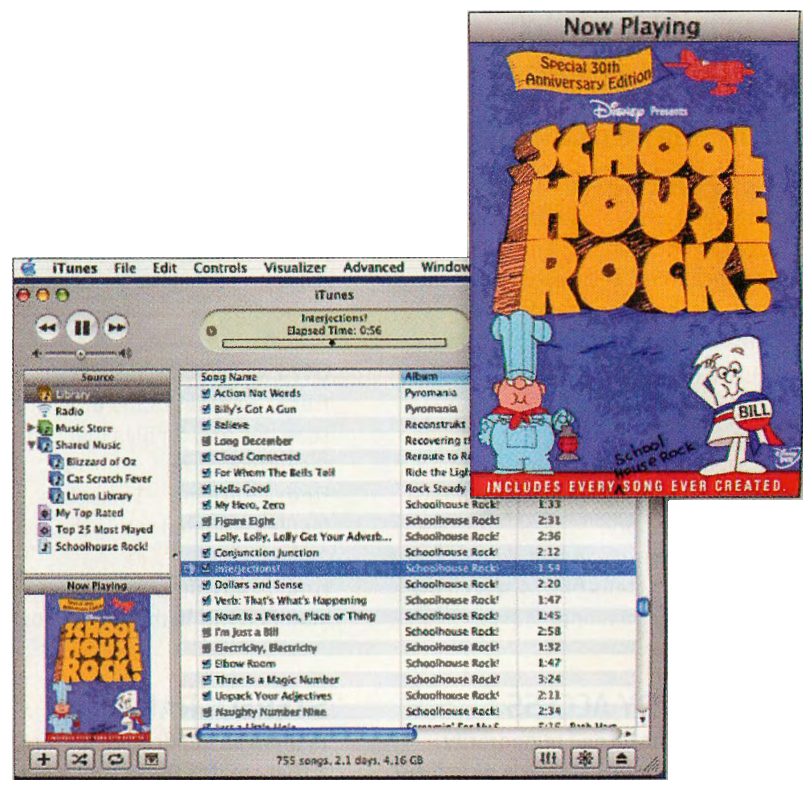 Now Playing
Special 30th
Anniversary Edition
Disney Presents
SCHOOL
HOUSE
ROCK!
BILL
School
House Rock
INCLUDES EVERY SONG EVER CREATED.
iTunes File Edit Controls Visualizer Advanced Window
iTunes
Interjections!
Elapsed Time: 0:56
Source
Library
Radio
Music Store
Shared Music
Blizzard of Oz
Cat Scratch Fever
Luton Library
My Top Rated
Top 25 Most Played
Schoolhouse Rock!
Song Name Album
Action Not Words Pyromania
Billy's Got A Gun Pyromania
Believe Reconstrukt
Long December Recovering t
Cloud Connected Reroute to R
For Whom The Bells Toll Ride the Ligh
Hella Good Rock Steady
My Hero, Zero Schoolhouse Rock! 1:33
Figure Eight Schoolhouse Rock! 2:31
Lolly, Lolly, Lolly Get Your Adverb... Schoolhouse Rock! 2:36
Conjunction Junction Schoolhouse Rock! 2:12
Interjections! Schoolhouse Rock! 1:54
Dollars and Sense Schoolhouse Rock! 2:20
Verb: That's What's Happening Schoolhouse Rock! 1:47
Noun Is a Person, Place or Thing Schoolhouse Rock! 1:45
I'm Just a Bill Schoolhouse Rock! 2:58
Electricity, Electricity Schoolhouse Rock! 1:32
Elbow Room Schoolhouse Rock! 1:47
Three Is a Magic Number Schoolhouse Rock! 3:24
Unpack Your Adjectives Schoolhouse Rock! 2:11
Naughty Number Nine Schoolhouse Rock! 2:34
Now Playing
SCHOOL
HOUSE
ROCK!
755 songs, 2.1 days, 4.16 GB